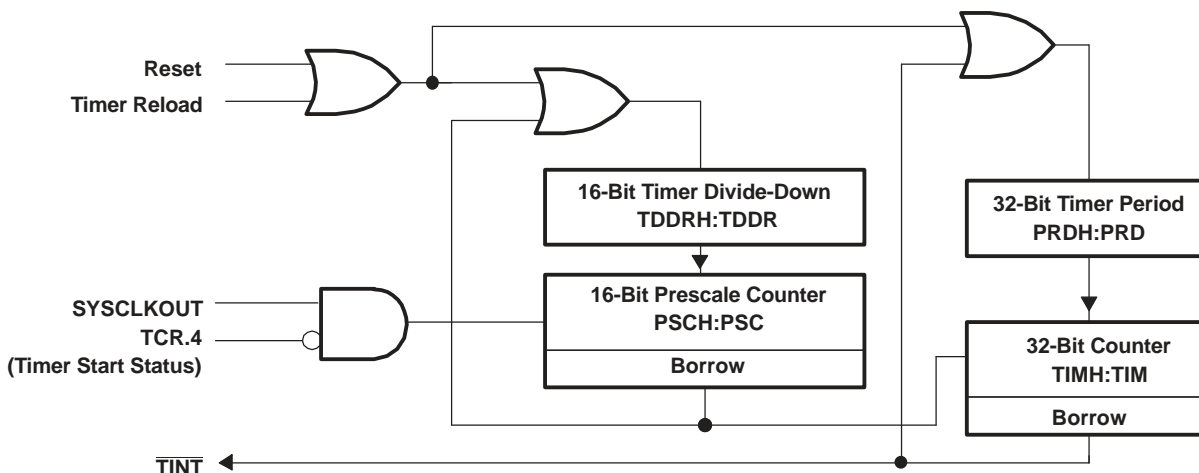 Reset
Timer Reload
16-Bit Timer Divide-Down
TDDRH:TDDR
32-Bit Timer Period
PRDH:PRD
SYSCLKOUT
TCR.4
(Timer Start Status)
16-Bit Prescale Counter
PSCH:PSC
Borrow
32-Bit Counter
TIMH:TIM
Borrow
TINT